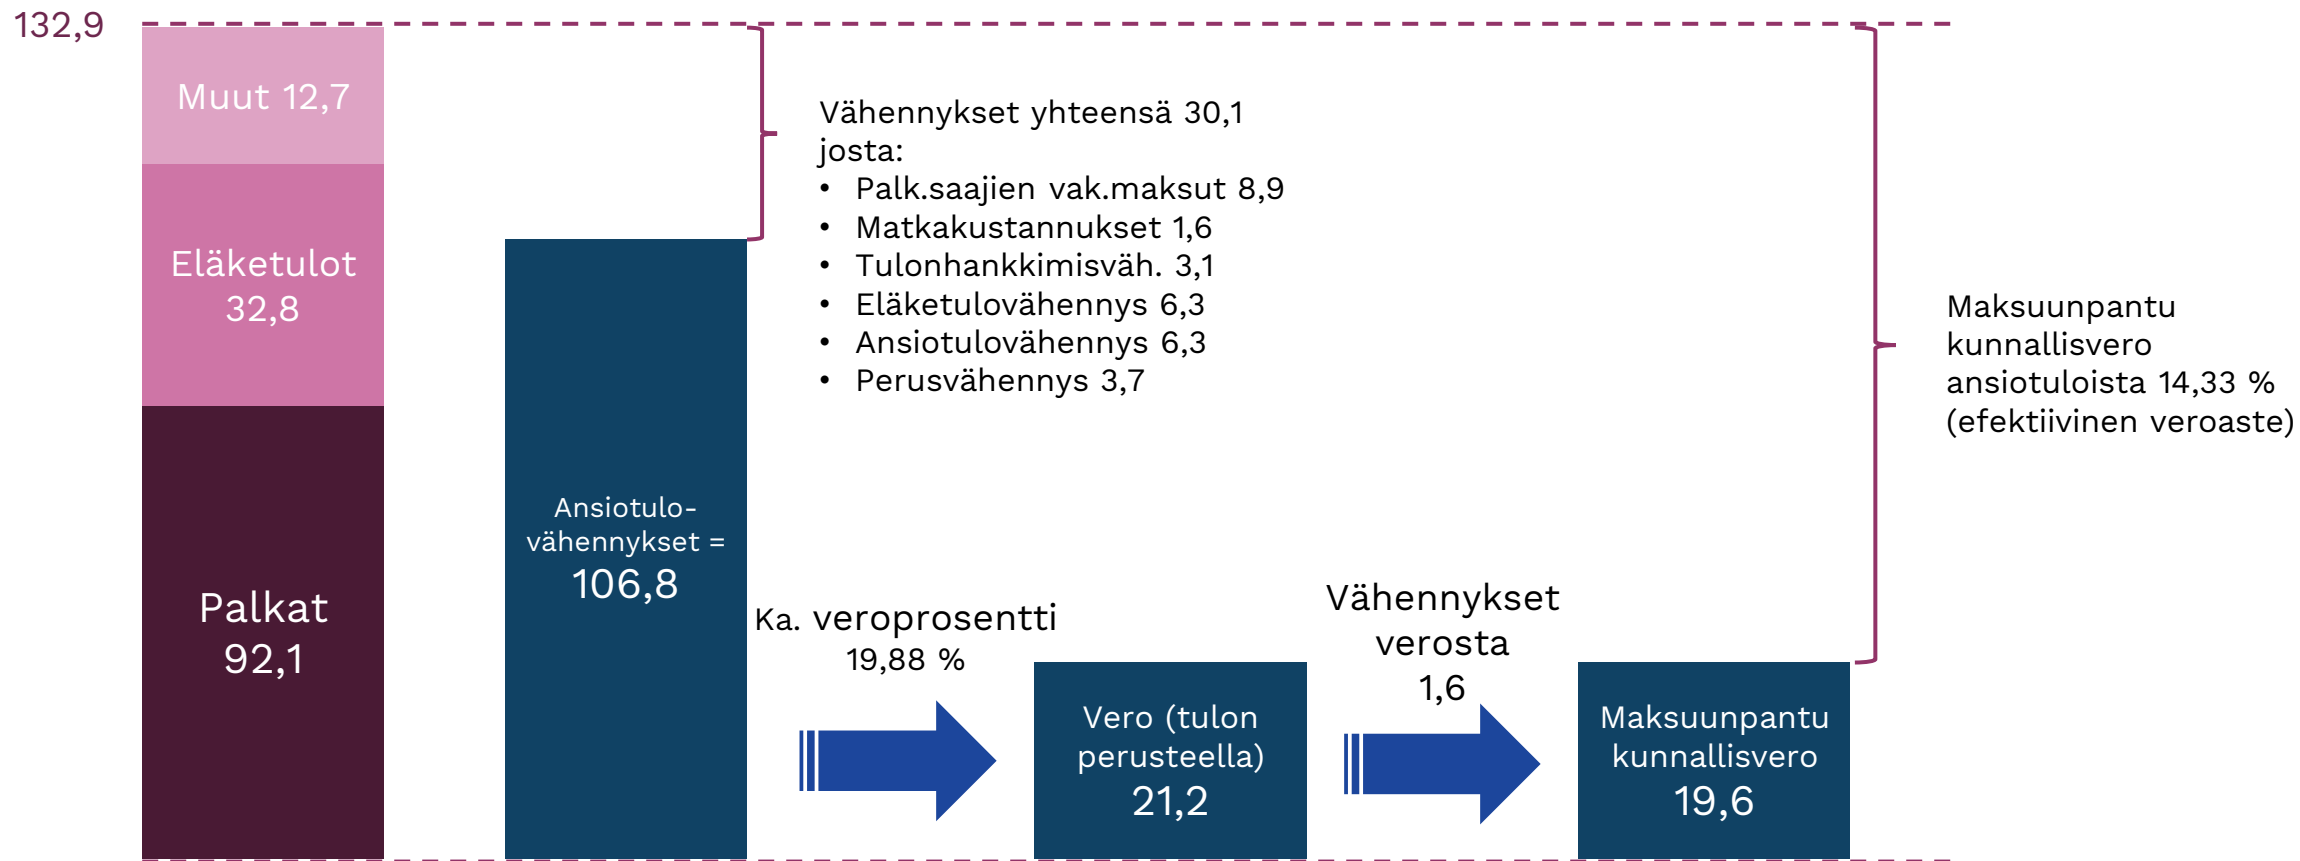 132,9
Muut 12,7
Eläketulot
32,8
Palkat
92,1
Ansiotulo-
vähennykset =
106,8
Vähennykset yhteensä 30,1
josta:
• Palk.saajien vak.maksut 8,9
• Matkakustannukset 1,6
• Tulonhankkimisväh. 3,1
• Eläketulovähennys 6,3
• Ansiotulovähennys 6,3
• Perusvähennys 3,7
Ka. veroprosentti
19,88 %
Vero (tulon
perusteella)
21,2
Vähennykset
verosta
1,6
Maksuunpantu
kunnallisvero
19,6
Maksuunpantu
kunnallisvero
ansiotuloista 14,33 %
(efektiivinen veroaste)